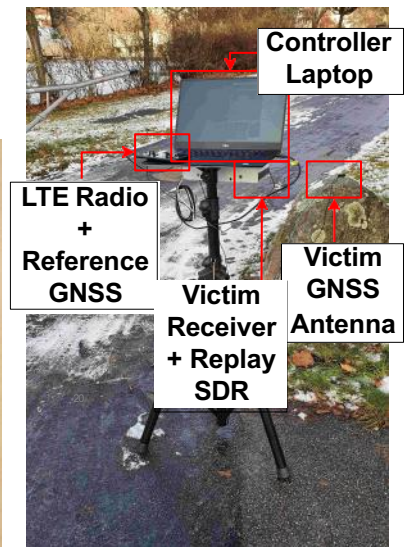 Controller
Laptop
LTE Radio
+
Reference
GNSS
Victim
Receiver
+ Replay
SDR
Victim
GNSS
Antenna